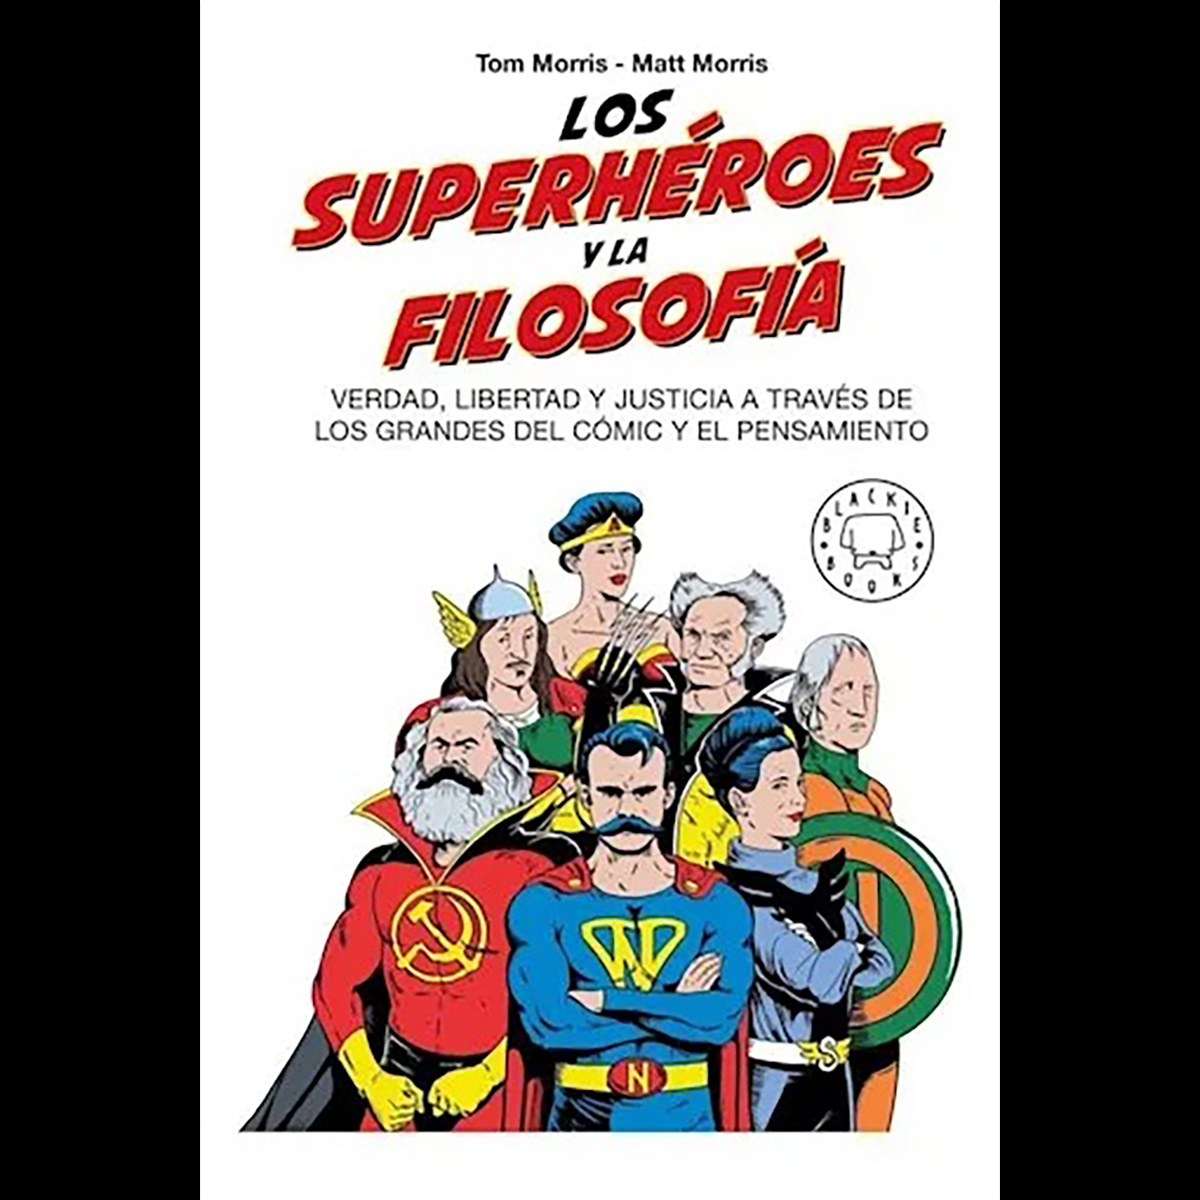 Tom Morris - Matt Morris
LOS
SUPERHÉROES
Y LA
FILOSOFÍA
VERDAD, LIBERTAD Y JUSTICIA A TRAVÉS DE
LOS GRANDES DEL CÓMIC Y EL PENSAMIENTO
BLACKIE
BOOKS
A
N
S